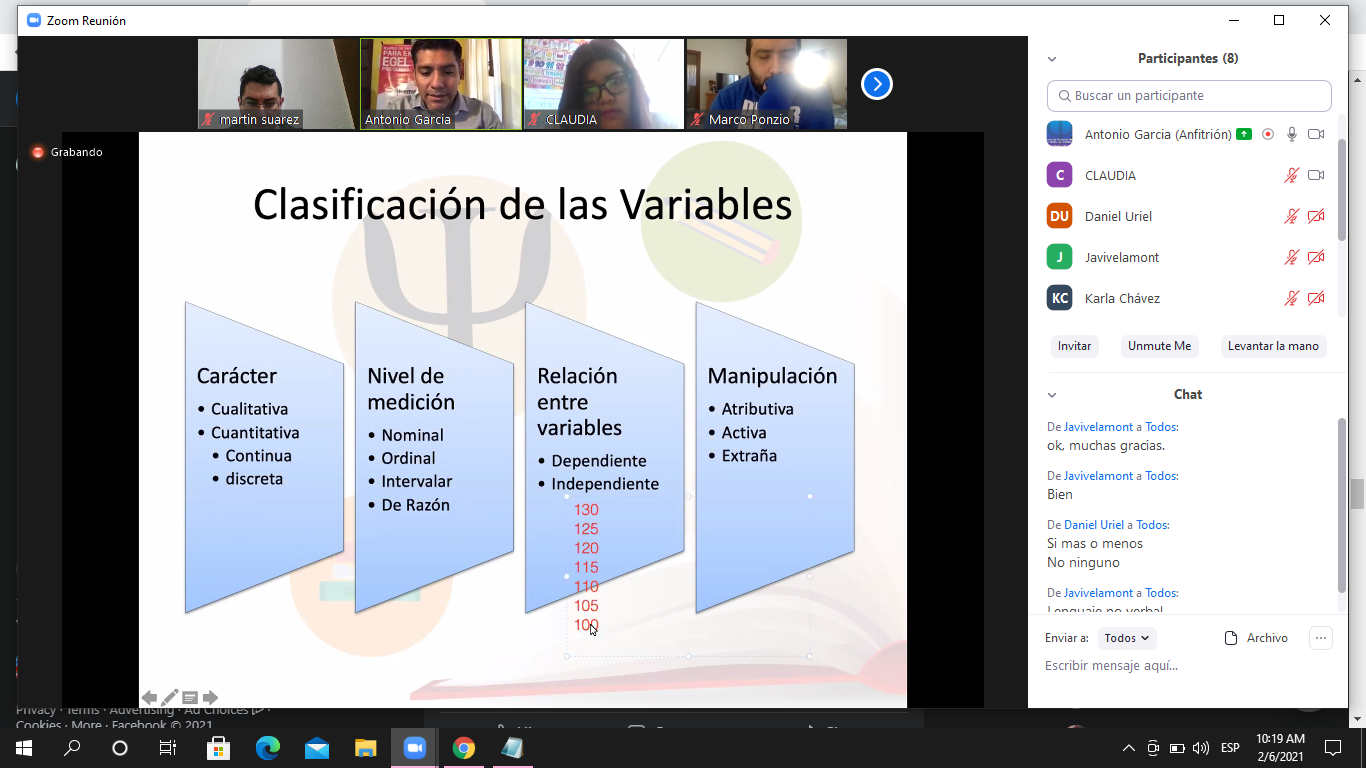 Zoom Reunión
PARA EX
EGEL
martin suarez
Antonio Garcia
CLAUDIA
Marco Ponzio
Grabando
Clasificación de las Variables
Carácter
• Cualitativa
• Cuantitativa
• Continua
• discreta
Nivel de
medición
• Nominal
• Ordinal
• Intervalar
• De Razón
Relación
entre
variables
• Dependiente
• Independiente
130
125
120
115
110
105
100
Manipulación
• Atributiva
• Activa
• Extraña
Participantes (8)
Buscar un participante
Antonio Garcia (Anfitrión)
C CLAUDIA
DU Daniel Uriel
J Javivelamont
KC Karla Chávez
Invitar
Unmute Me
Levantar la mano
Chat
De Javivelamont a Todos:
ok, muchas gracias.
De Javivelamont a Todos:
Bien
De Daniel Uriel a Todos:
Si mas o menos
No ninguno
De Javivelamont a Todos:
Lenguaje no verbal
Enviar a: Todos
Archivo
Escribir mensaje aquí...
Privacy · Terms · Advertising · Ad Choices
Cookies · More · Facebook © 2021
ESP
10:19 AM
2/6/2021